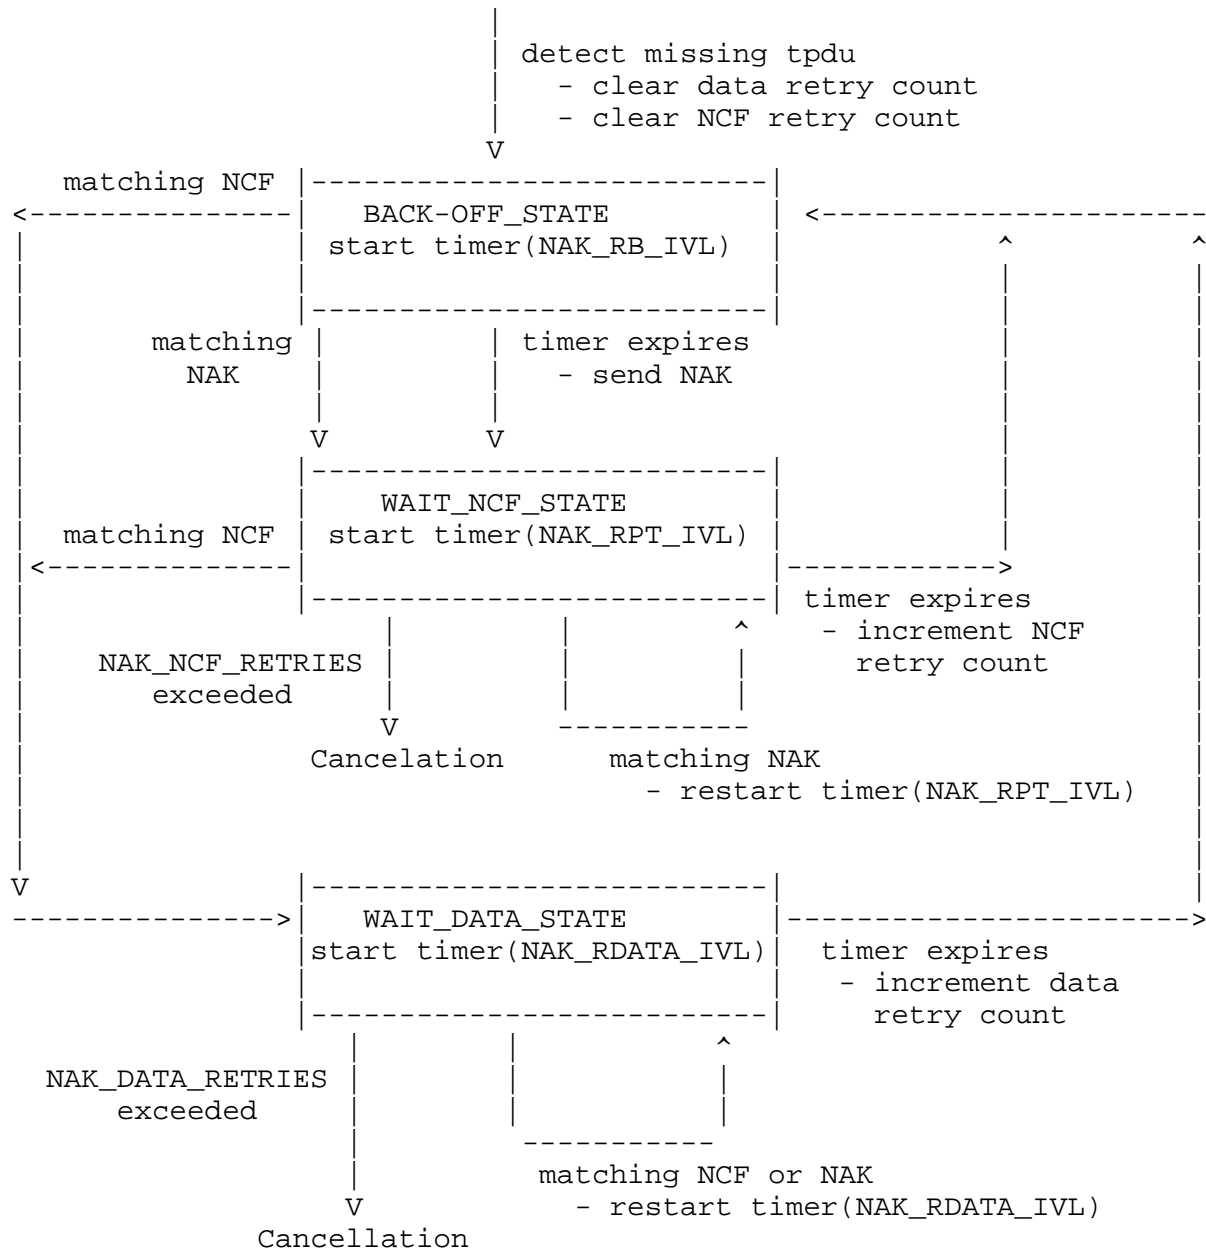 detect missing tpdu
- clear data retry count
- clear NCF retry count
matching NCF
BACK-OFF_STATE
start timer(NAK_RB_IVL)
matching
NAK
timer expires
- send NAK
WAIT_NCF_STATE
matching NCF
start timer(NAK_RPT_IVL)
timer expires
- increment NCF
retry count
NAK_NCF_RETRIES
exceeded
Cancelation
matching NAK
- restart timer(NAK_RPT_IVL)
WAIT_DATA_STATE
start timer(NAK_RDATA_IVL)
timer expires
- increment data
retry count
NAK_DATA_RETRIES
exceeded
matching NCF or NAK
- restart timer(NAK_RDATA_IVL)
Cancellation